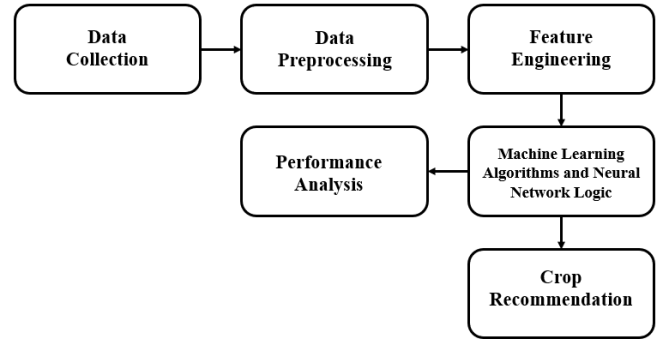 Data
Collection
Data
Preprocessing
Feature
Engineering
Performance
Analysis
Machine Learning
Algorithms and Neural
Network Logic
Crop
Recommendation